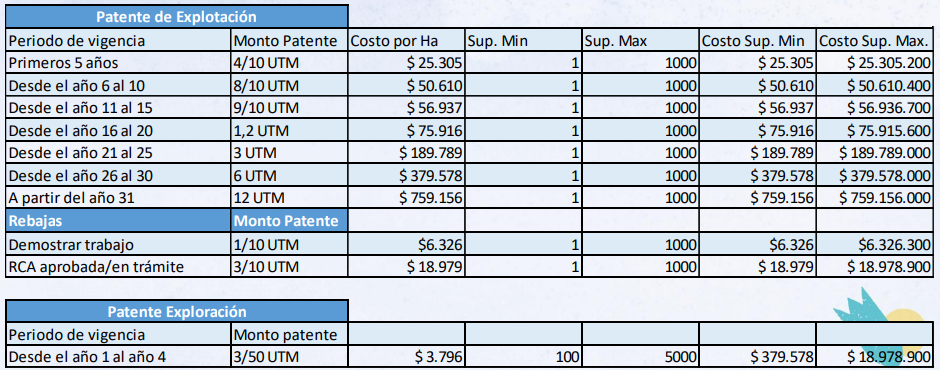 Patente de Explotación
Periodo de vigencia Monto Patente Costo por Ha Sup. Min Sup. Max Costo Sup. Min Costo Sup. Max.
Primeros 5 años 4/10 UTM $ 25.305 1 1000 $ 25.305 $ 25.305.200
Desde el año 6 al 10 8/10 UTM $ 50.610 1 1000 $ 50.610 $ 50.610.400
Desde el año 11 al 15 9/10 UTM $ 56.937 1 1000 $ 56.937 $ 56.936.700
Desde el año 16 al 20 1,2 UTM $ 75.916 1 1000 $ 75.916 $ 75.915.600
Desde el año 21 al 25 3 UTM $ 189.789 1 1000 $ 189.789 $ 189.789.000
Desde el año 26 al 30 6 UTM $ 379.578 1 1000 $ 379.578 $ 379.578.000
A partir del año 31 12 UTM $ 759.156 1 1000 $ 759.156 $ 759.156.000
Rebajas Monto Patente
Demostrar trabajo 1/10 UTM $6.326 1 1000 $6.326 $6.326.300
RCA aprobada/en trámite 3/10 UTM $ 18.979 1 1000 $ 18.979 $ 18.978.900
Patente Exploración
Periodo de vigencia Monto patente
Desde el año 1 al año 4 3/50 UTM $ 3.796 100 5000 $ 379.578 $ 18.978.900